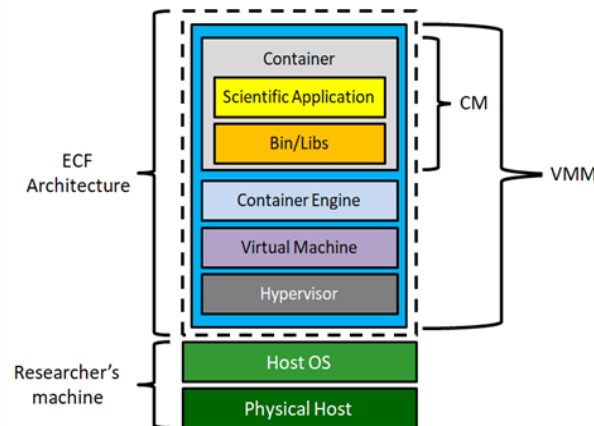 Container
Scientific Application
Bin/Libs
CM
ECF
Architecture
VMM
Container Engine
Virtual Machine
Hypervisor
Researcher's
machine
Host OS
Physical Host